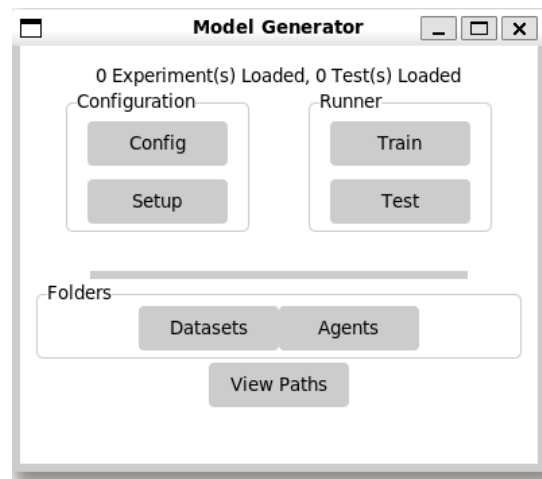 Model Generator
0 Experiment(s) Loaded, 0 Test(s) Loaded
Configuration Runner
Config Train
Setup Test
Folders
Datasets Agents
View Paths